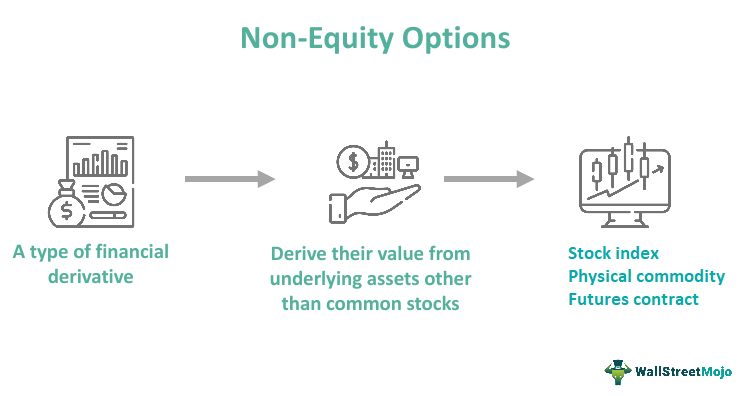 Non-Equity Options
$
$
A type of financial
derivative
Derive their value from
underlying assets other
than common stocks
Stock index
Physical commodity
Futures contract
WallStreetMojo